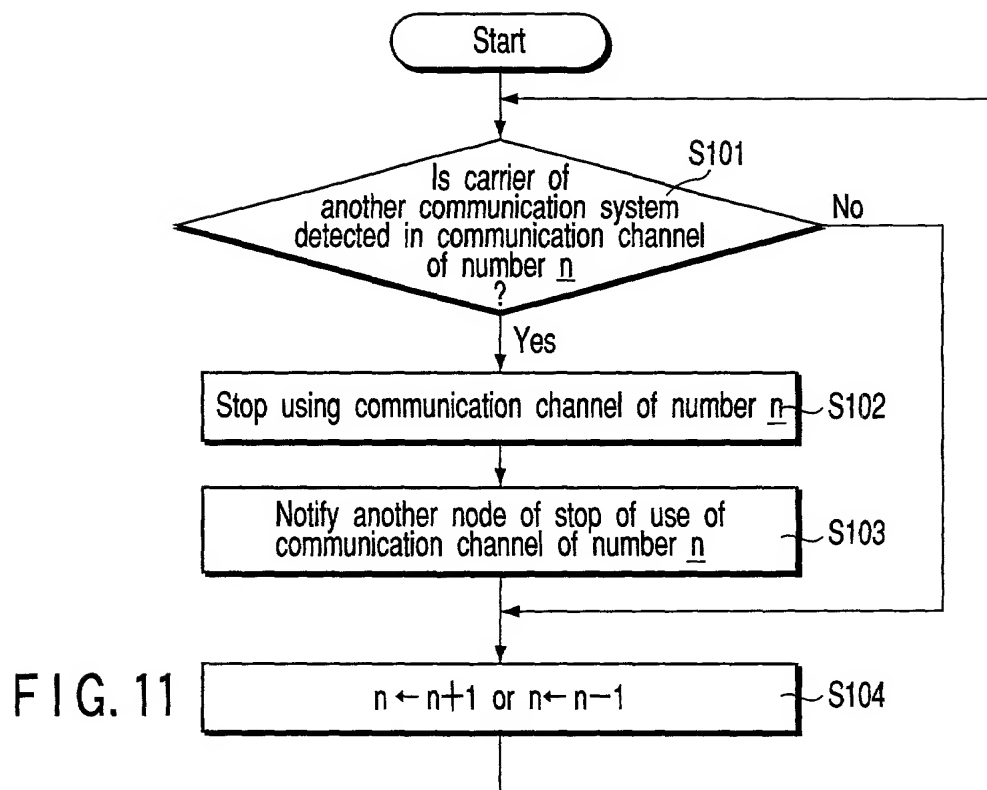 Start
S101
Is carrier of
another communication system
detected in communication channel
of number n
?
No
Yes
Stop using communication channel of number n
S102
Notify another node of stop of use of
communication channel of number n
S103
FIG. 11
n←n+1 or n←n−1
S104